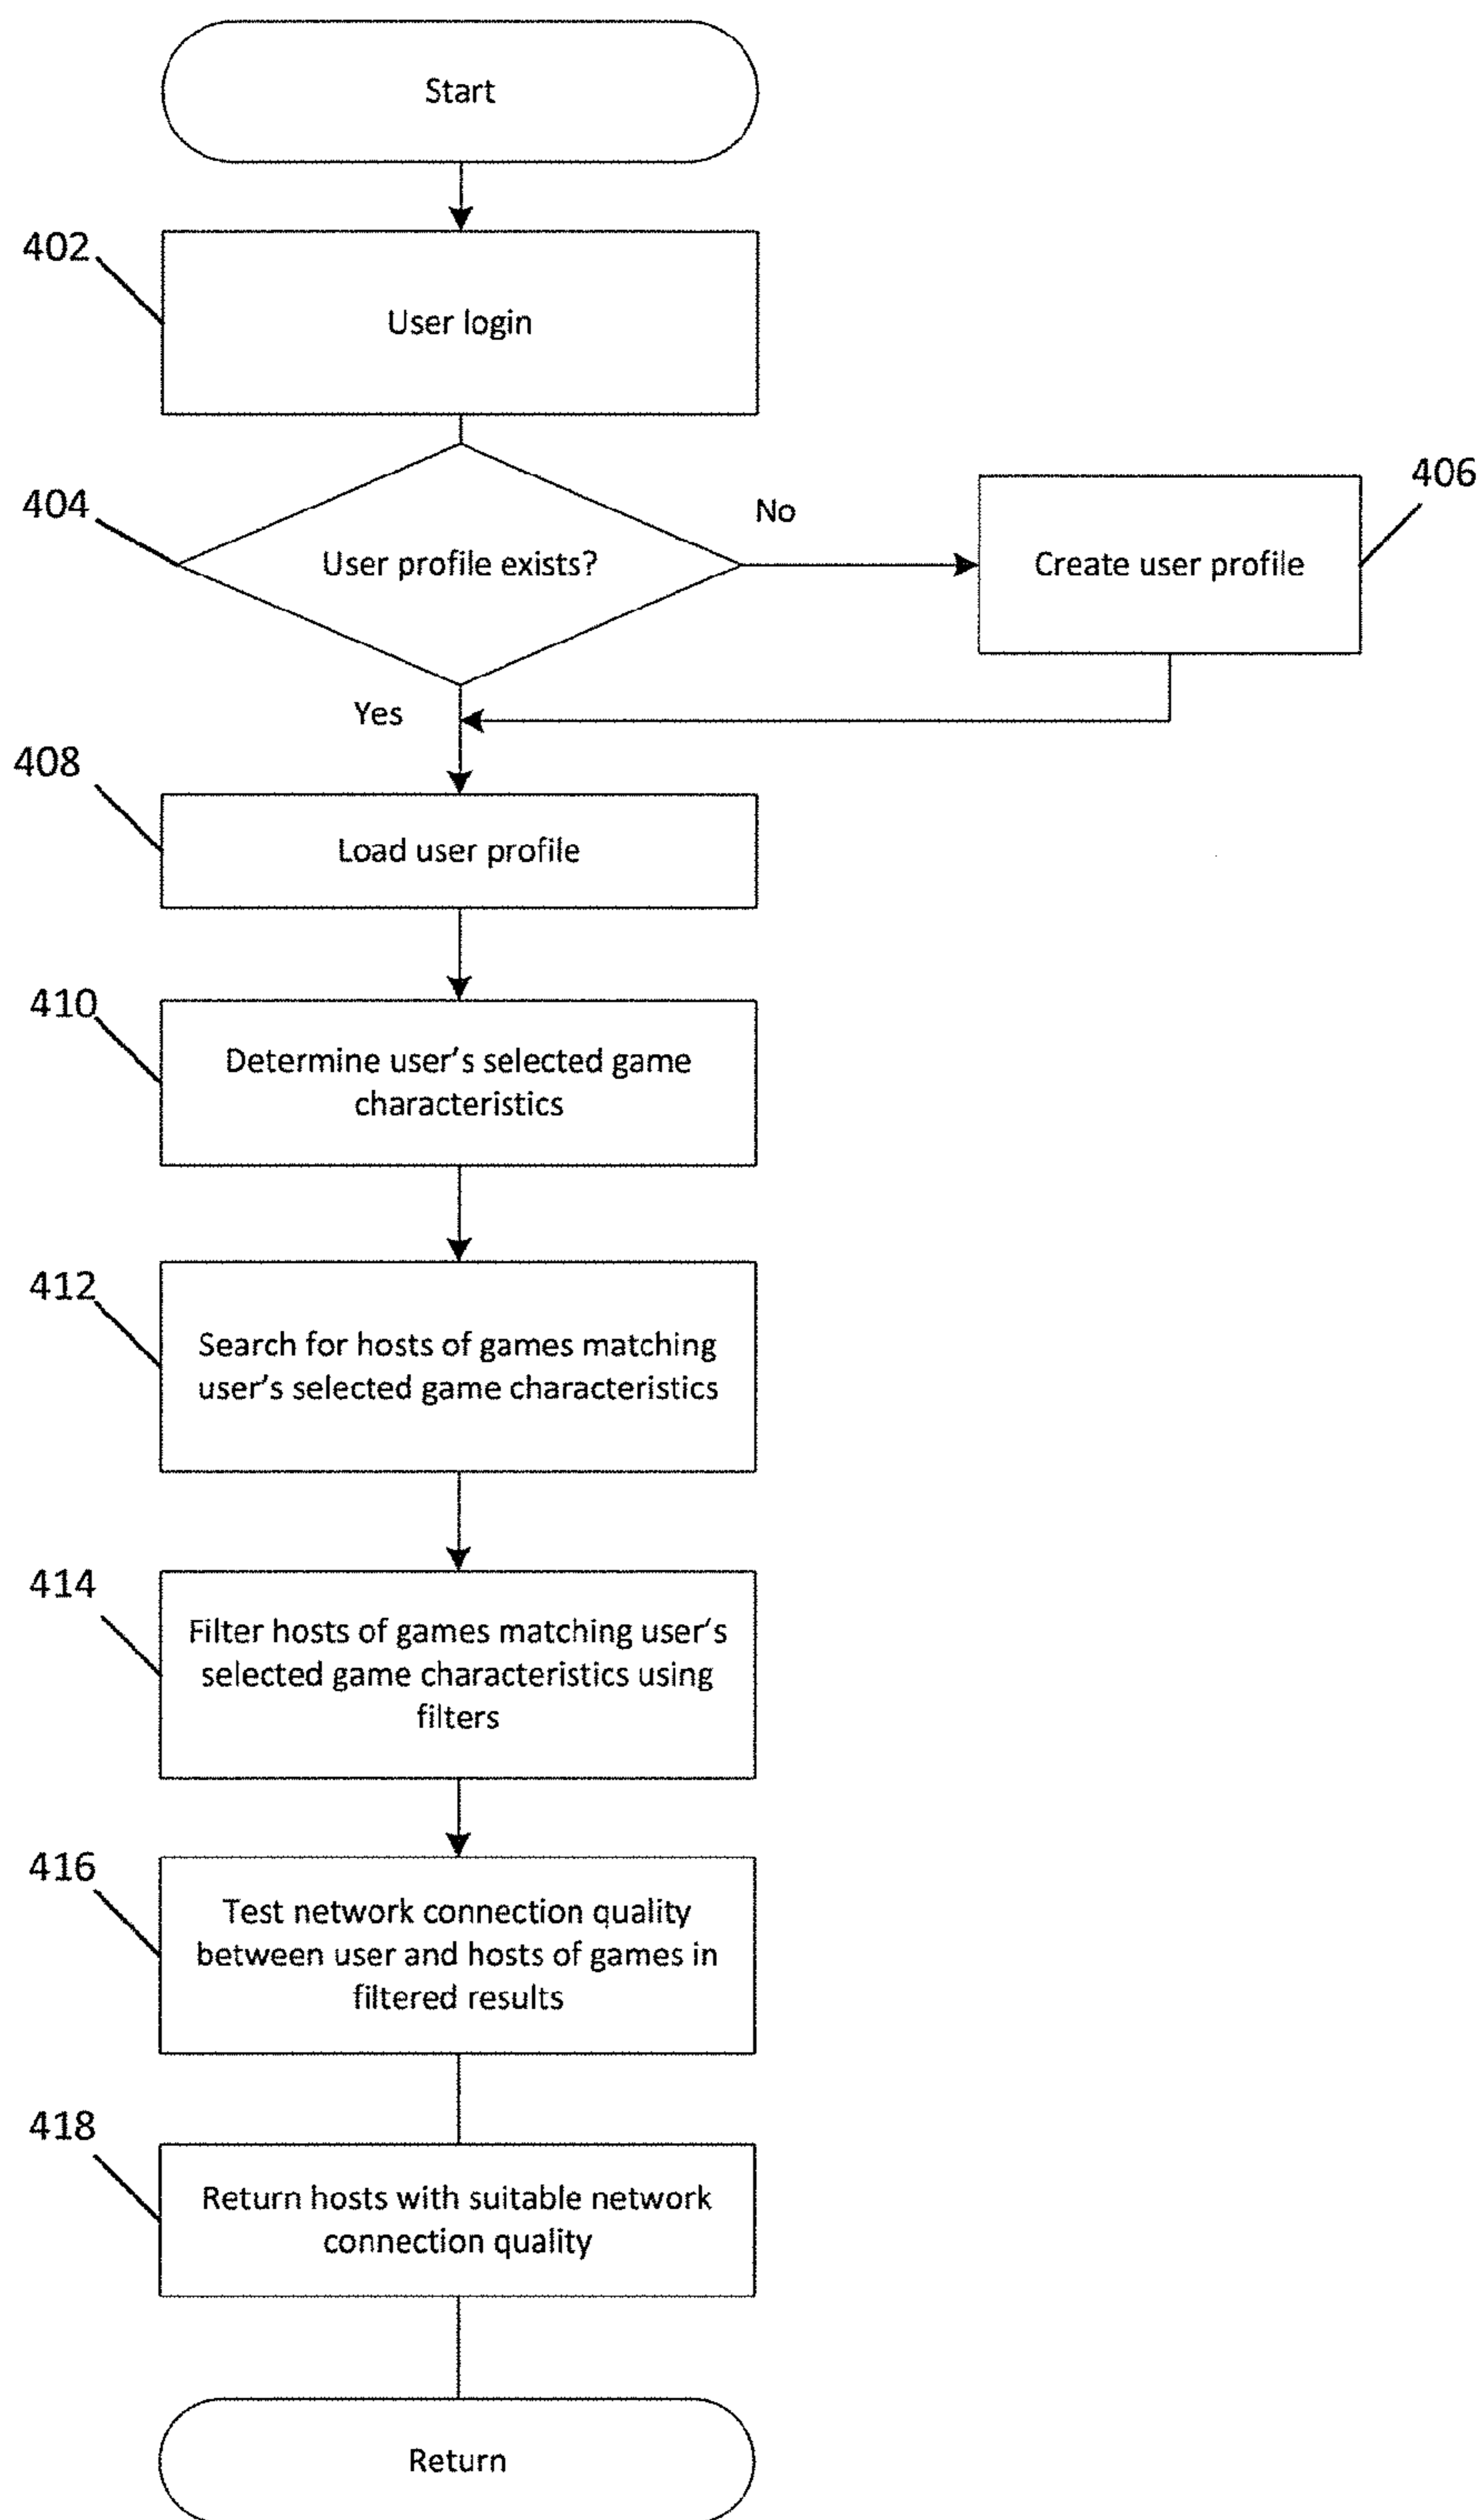 Start
402
User login
404
User profile exists?
No
406
Create user profile
Yes
408
Load user profile
410
Determine user's selected game
characteristics
412
Search for hosts of games matching
user's selected game characteristics
414
Filter hosts of games matching user's
selected game characteristics using
filters
416
Test network connection quality
between user and hosts of games in
filtered results
418
Return hosts with suitable network
connection quality
Return